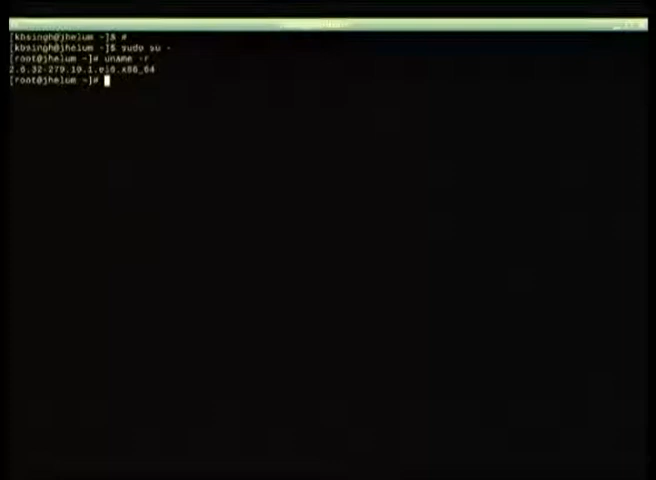 [kbsingh@jhelum ~]$ #
[kbsingh@jhelum ~]$ sudo su -
[root@jhelum ~]# uname -r
2.6.32-279.19.1.el6.x86_64
[root@jhelum ~]#